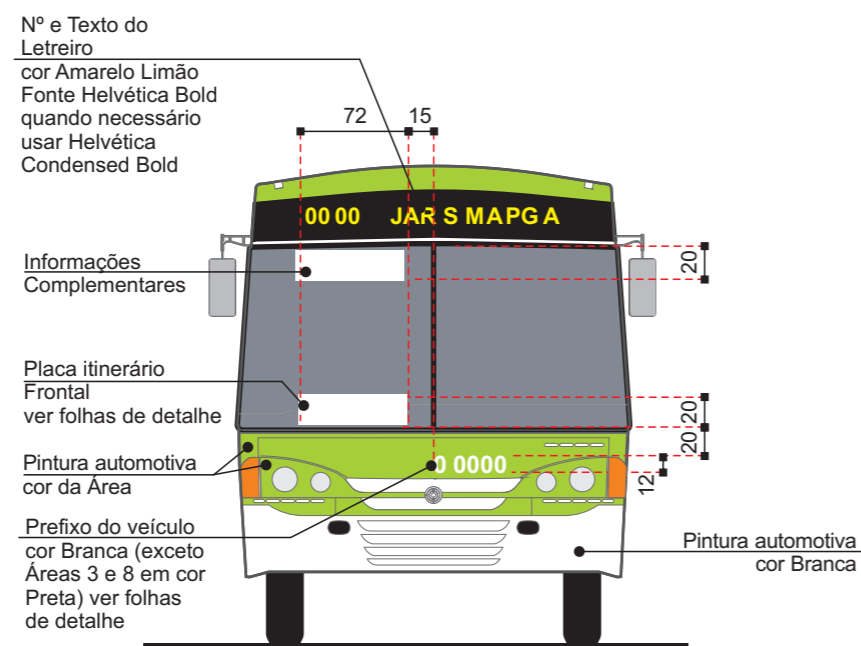 Nº e Texto do
Letreiro
cor Amarelo Limão
Fonte Helvética Bold
quando necessário
usar Helvética
Condensed Bold
72 15
00 00 JAR S MAPG A
Informações
Complementares
20
Placa itinerário
Frontal
ver folhas de detalhe
20
20
Pintura automotiva
cor da Área
0 0000
12
Prefixo do veículo
cor Branca (exceto
Áreas 3 e 8 em cor
Preta) ver folhas
de detalhe
Pintura automotiva
cor Branca